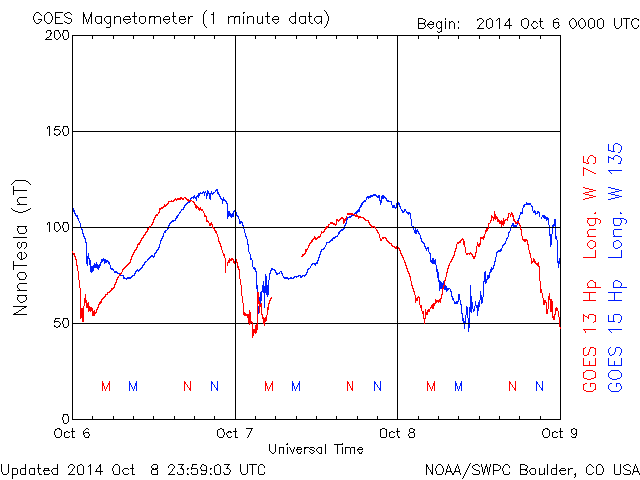 GOES Magnetometer (1 minute data)
Begin: 2014 Oct 6 0000 UTC
200
150
100
50
0
NanoTesla (nT)
M M N N M M N N M M N N
Oct 6 Oct 7 Oct 8 Oct 9
Universal Time
GOES 13 Hp Long. W 75
GOES 15 Hp Long. W 135
Updated 2014 Oct 8 23:59:03 UTC
NOAA/SWPC Boulder, CO USA